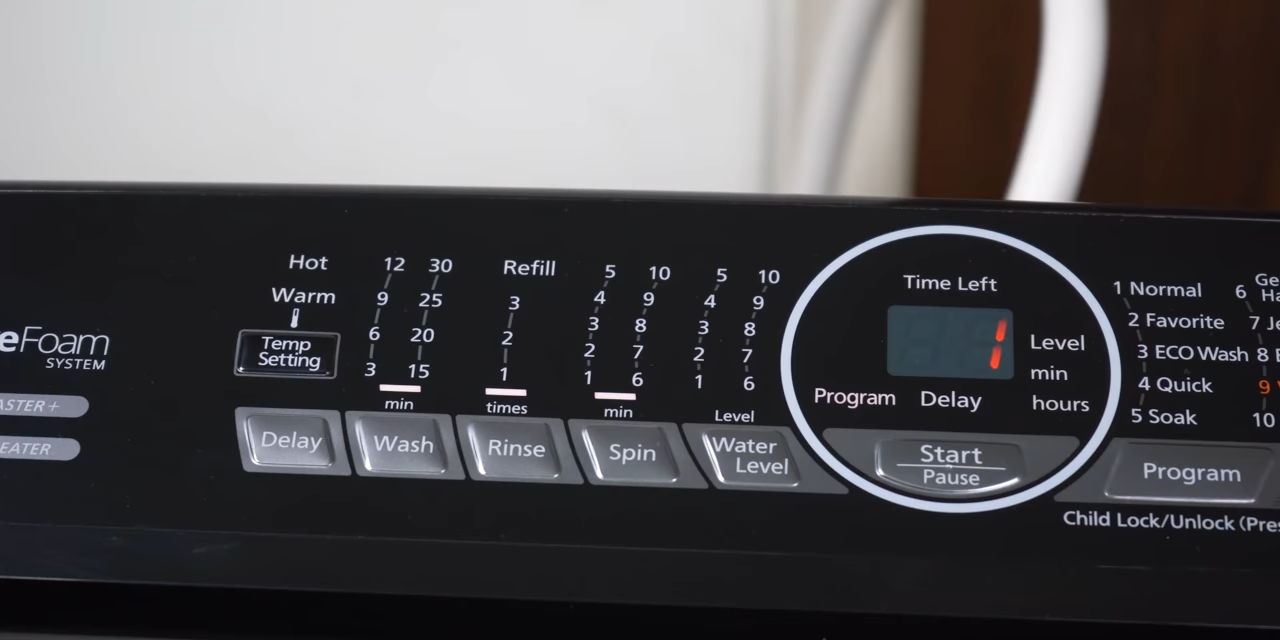 eFoam
SYSTEM
ASTER+
EATER
Hot
Warm
Temp
Setting
12 30
9 25
6 20
3 15
min
Refill
3
2
1
times
5 10
4 9
3 8
2 7
1 6
min
5 10
4 9
3 8
2 7
1 6
Level
Delay
Wash
Rinse
Spin
Water
Level
Time Left
1
Level
min
hours
Program
Delay
Start
Pause
1 Normal
2 Favorite
3 ECO Wash
4 Quick
5 Soak
6 Ge
Ha
7 Je
8
9
10
Program
Child Lock/Unlock (Pres